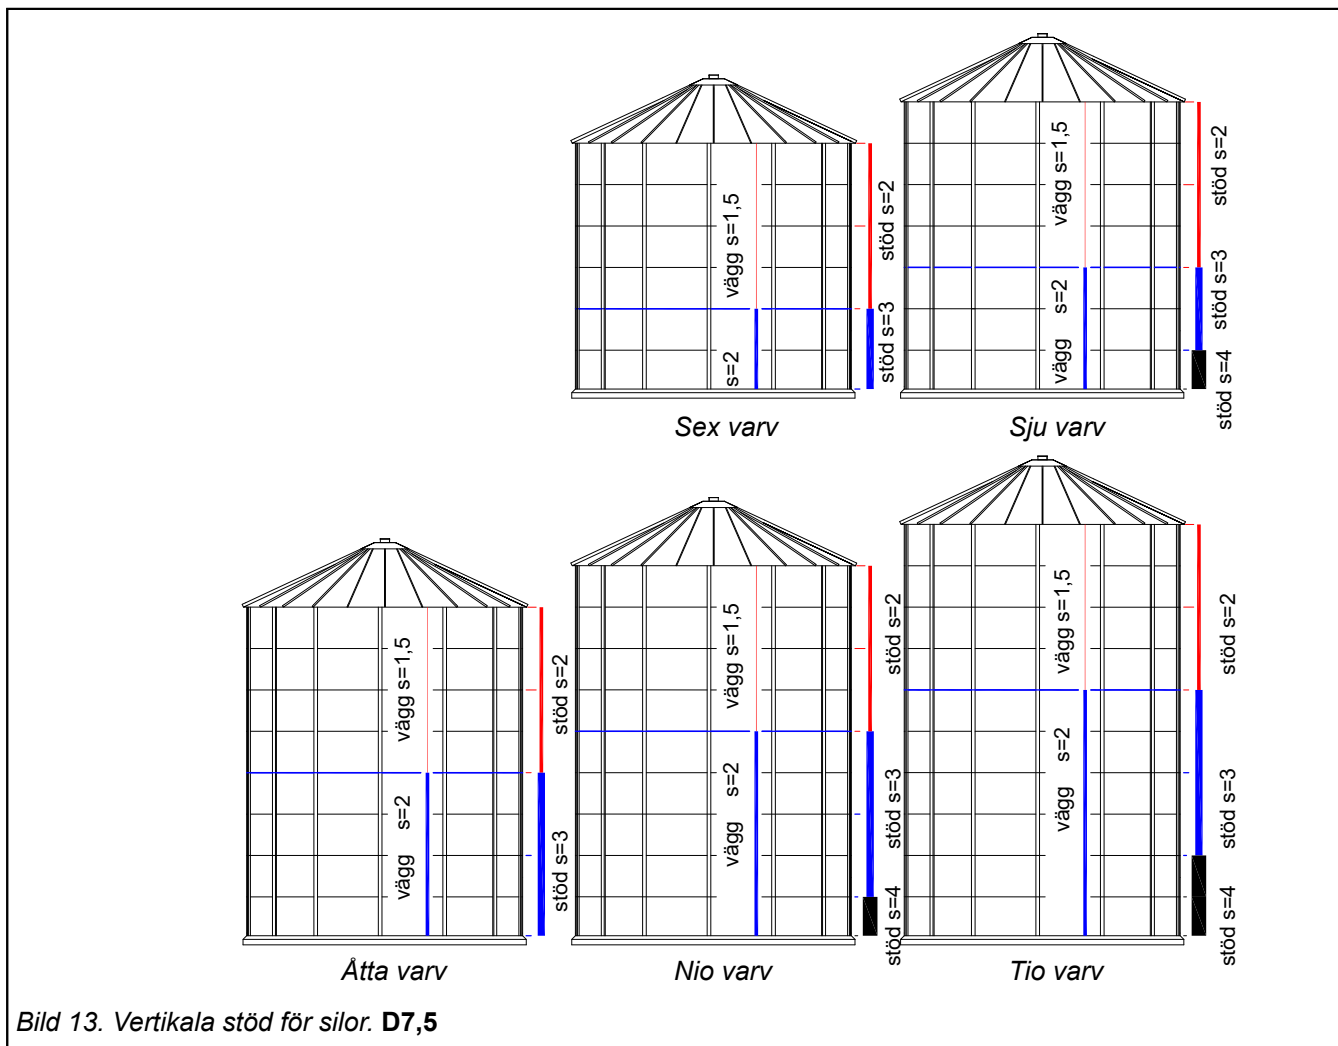 vägg s=1,5
s=2
stöd s=2
stöd s=3
Sex varv
vägg s=1,5
vägg s=2
stöd s=2
stöd s=3
stöd s=4
Sju varv
vägg s=1,5
vägg s=2
stöd s=2
stöd s=3
Åtta varv
vägg s=1,5
vägg s=2
stöd s=2
stöd s=3
stöd s=4
Nio varv
vägg s=1,5
vägg s=2
stöd s=2
stöd s=3
stöd s=4
Tio varv
Bild 13. Vertikala stöd för silor. D7,5